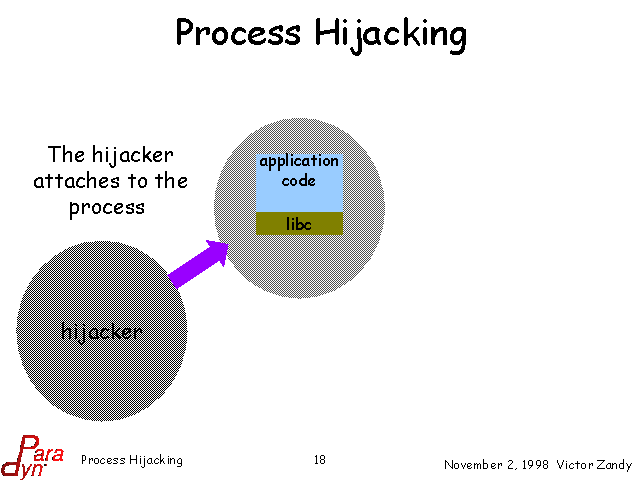 Process Hijacking
The hijacker
attaches to the
process
application
code
libc
hijacker
Para
dyn
Process Hijacking
18
November 2, 1998 Victor Zandy